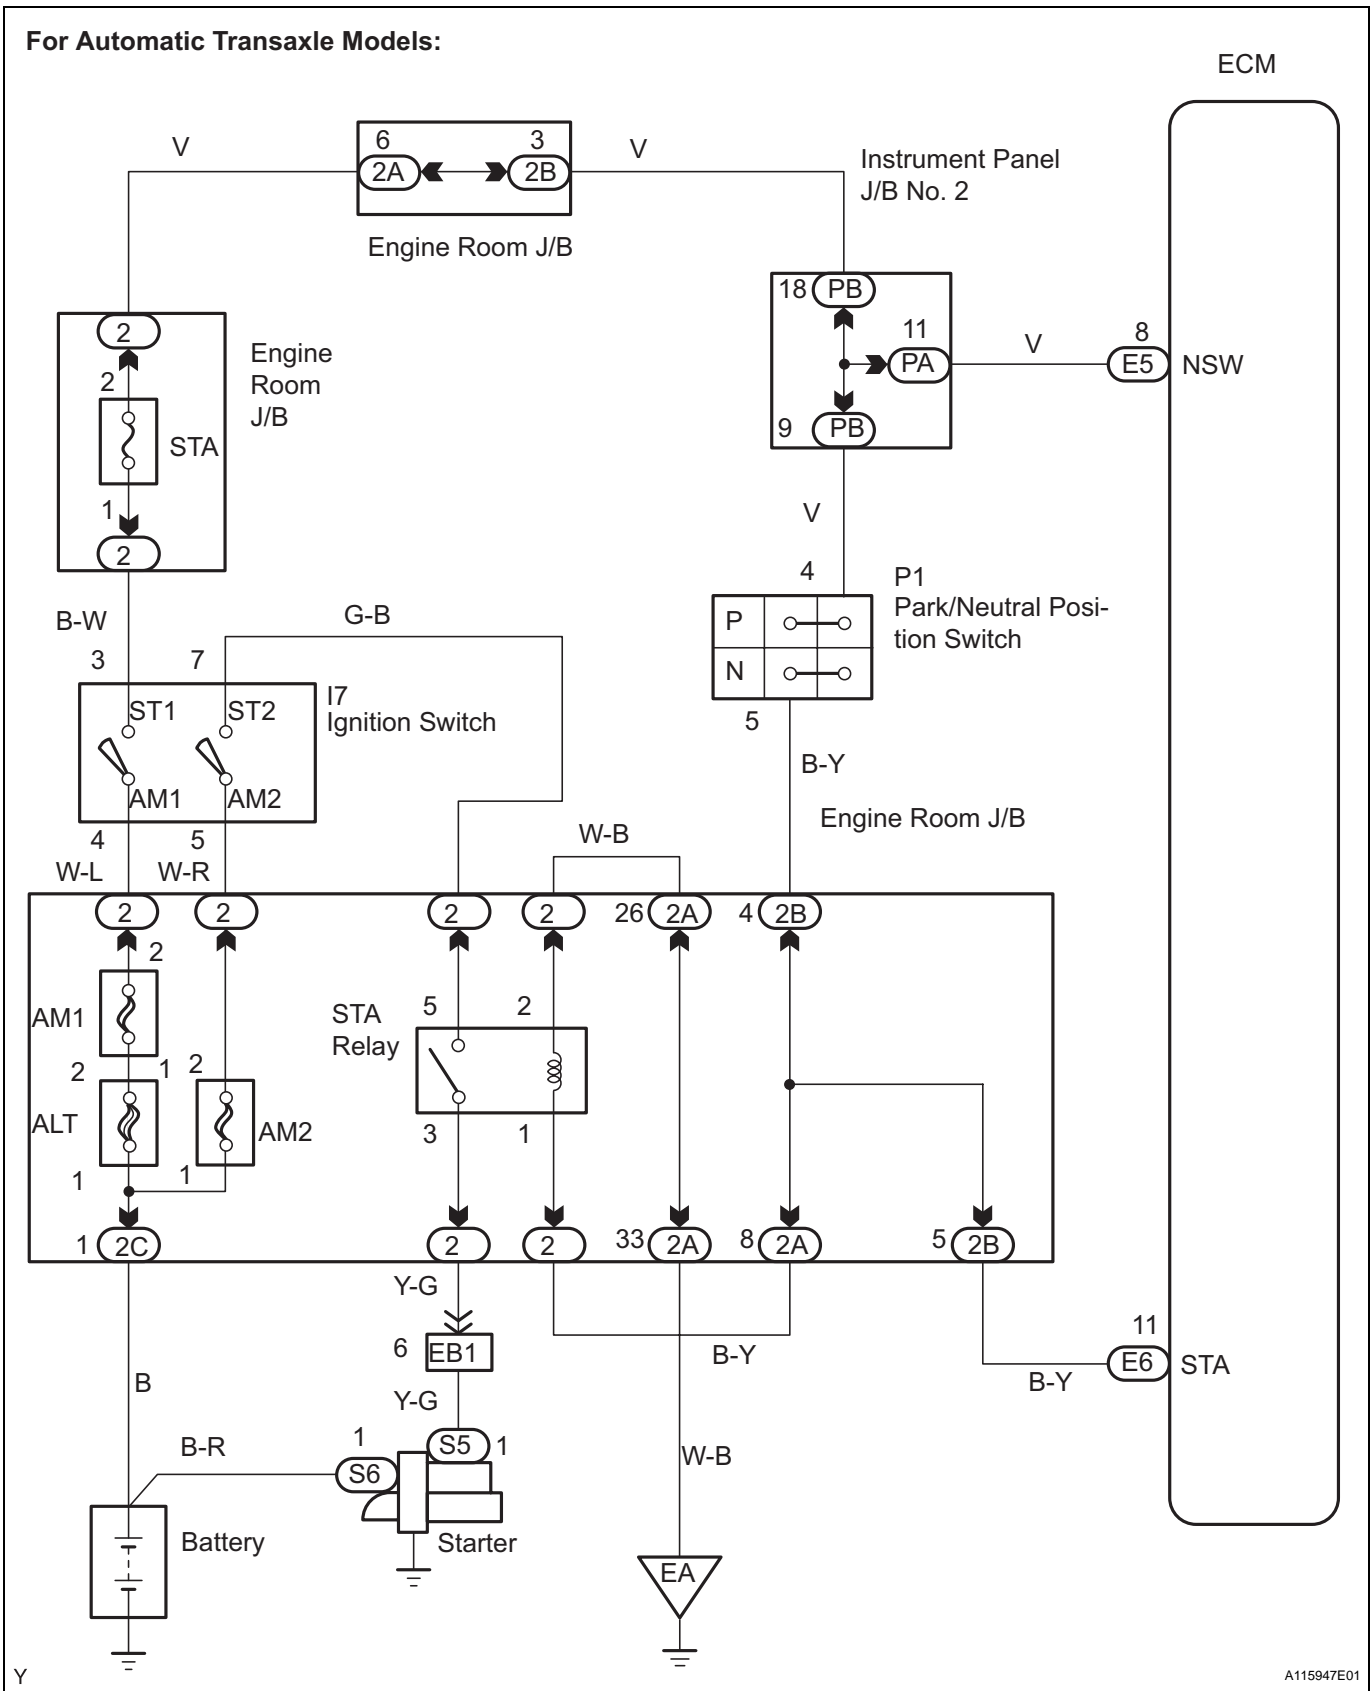 For Automatic Transaxle Models:
ECM
V
6
3
V
2A
2B
Engine Room J/B
Instrument Panel
J/B No. 2
18
PB
11
PA
V
8
E5
NSW
9
PB
2
2
Engine
Room
J/B
STA
1
2
V
4
P1
Park/Neutral Posi-
tion Switch
P
N
5
B-Y
B-W
G-B
3
7
ST1
ST2
I7
Ignition Switch
AM1
AM2
4
5
W-L
W-R
W-B
Engine Room J/B
2
2
2
2
26
2A
4
2B
2
AM1
1
2
ALT
1
2
AM2
1
STA
Relay
5
2
3
1
1
2C
2
2
33
2A
8
2A
5
2B
Y-G
6
EB1
Y-G
B-Y
11
E6
STA
B-Y
B
B-R
1
S6
S5
1
W-B
Battery
Starter
EA
Y
A115947E01